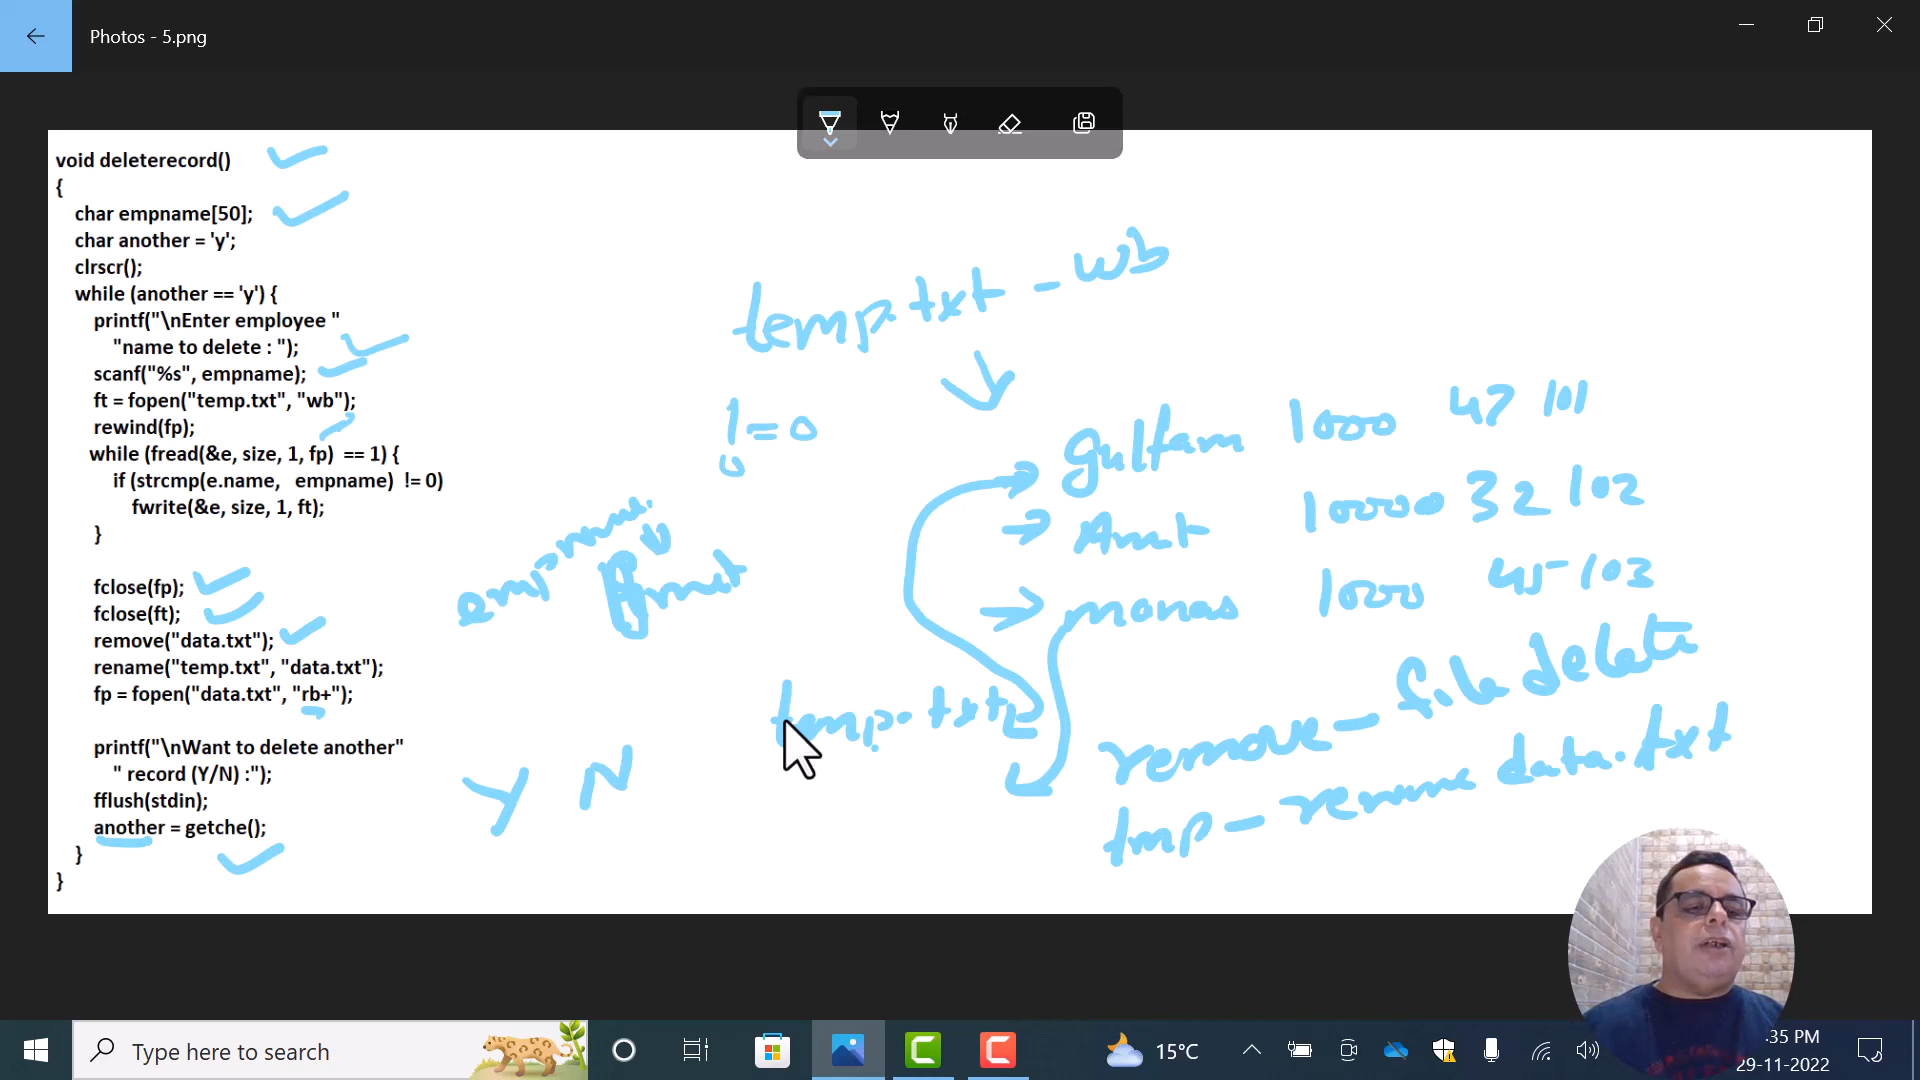 Photos - 5.png
void deleterecord()
{
char empname[50];
char another = 'y';
clrscr();
while (another == 'y') {
printf("\nEnter employee "
"name to delete : ");
scanf("%s", empname);
ft = fopen("temp.txt", "wb");
rewind(fp);
while (fread(&e, size, 1, fp)  == 1) {
if (strcmp(e.name,   empname)  != 0)
fwrite(&e, size, 1, ft);
}
fclose(fp);
fclose(ft);
remove("data.txt");
rename("temp.txt", "data.txt");
fp = fopen("data.txt", "rb+");
printf("\nWant to delete another"
" record (Y/N) :");
fflush(stdin);
another = getche();
}
}
temp.txt - wb
!=0
0
Gulfam 1000 47 101
10000 32 102
manas 1000 45 103
empname
temp.txt
Y N
remove - file delete
tmp - rename data.txt
Type here to search
15°C
:35 PM
29-11-2022